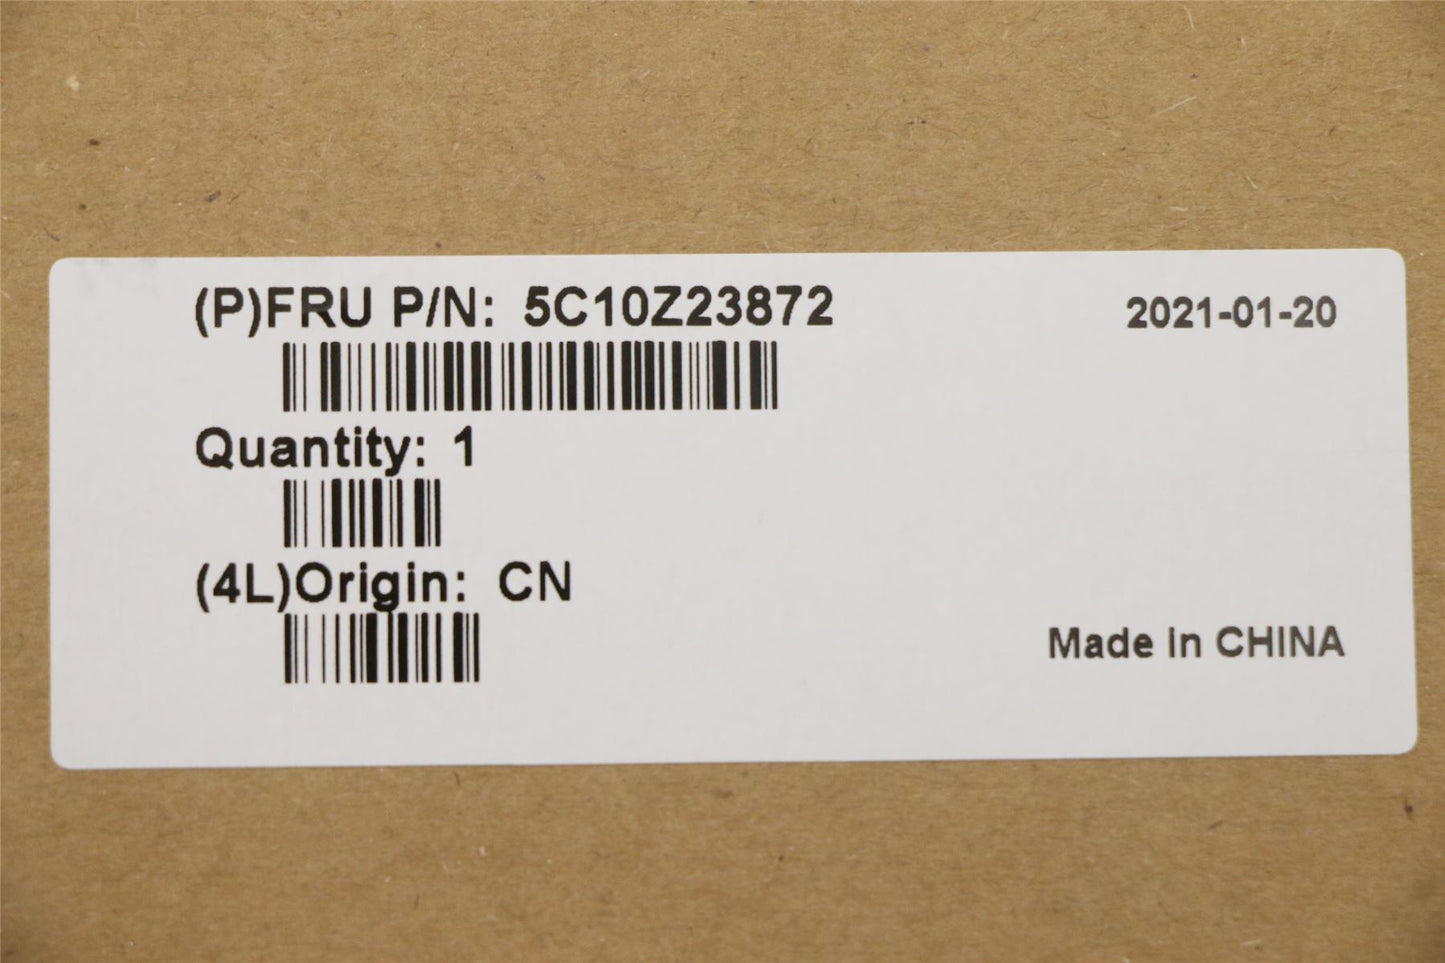 (P)FRU P/N: 5C10Z23872
2021-01-20
Quantity: 1
(4L)Origin: CN
Made in CHINA